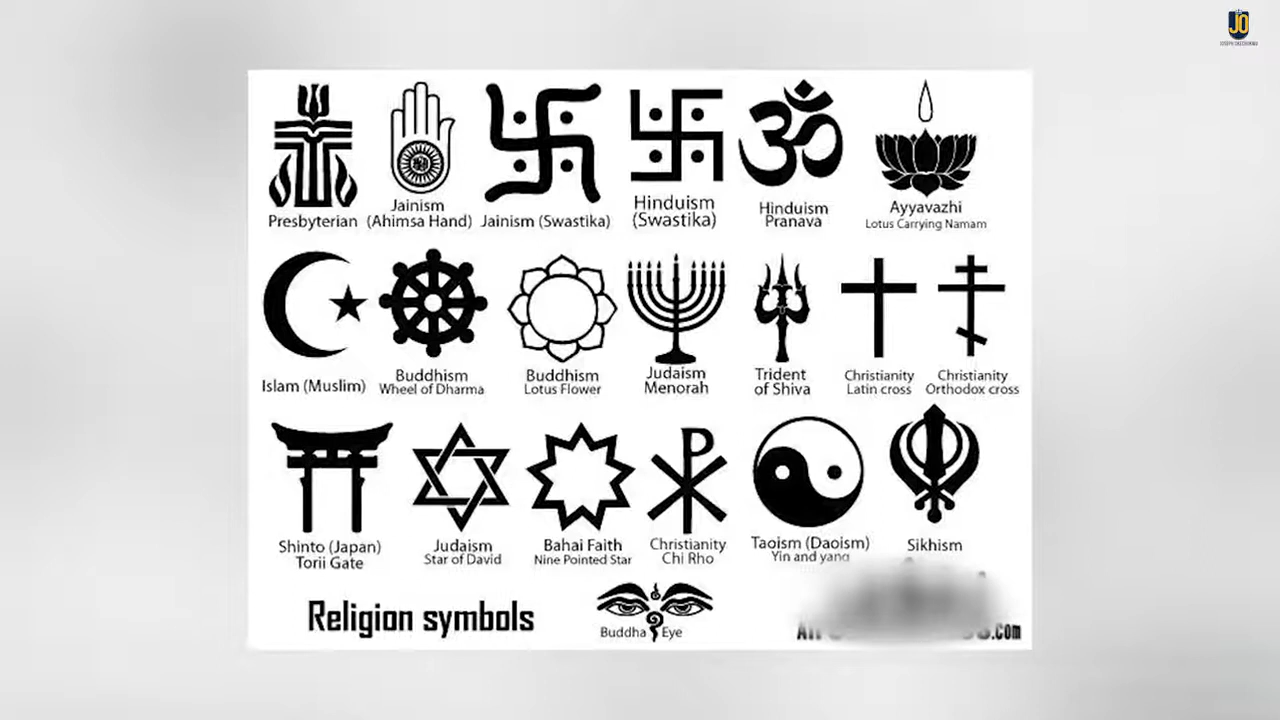 JO
Presbyterian
Jainism
(Ahimsa Hand)
Jainism (Swastika)
Hinduism
(Swastika)
Hinduism
Pranava
Ayyavazhi
Lotus Carrying Namam
Islam (Muslim)
Buddhism
Wheel of Dharma
Buddhism
Lotus Flower
Judaism
Menorah
Trident
of Shiva
Christianity
Latin cross
Christianity
Orthodox cross
Shinto (Japan)
Torii Gate
Judaism
Star of David
Bahai Faith
Nine Pointed Star
Christianity
Chi Rho
Taoism (Daoism)
Yin and yang
Sikhism
Religion symbols
Buddha Eye
.com